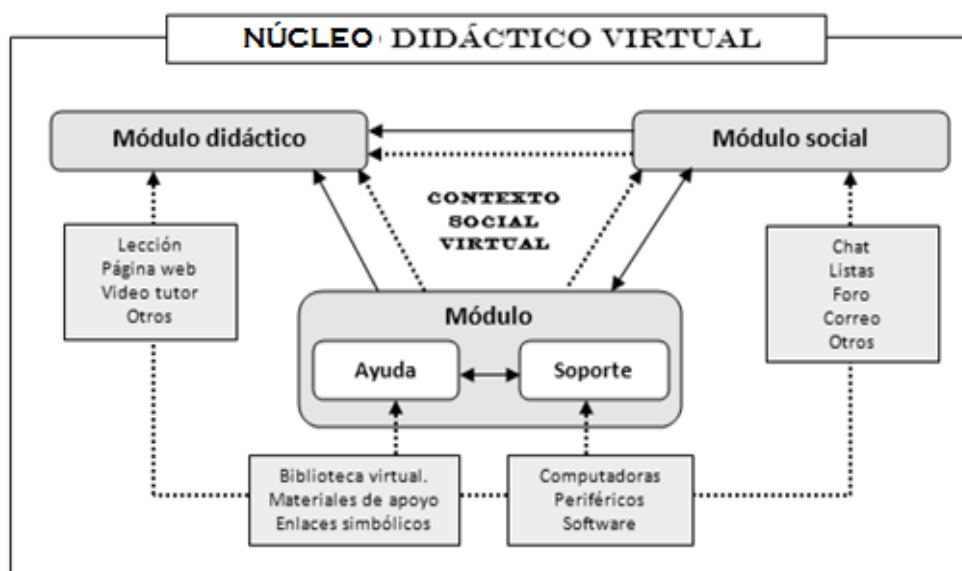 NÚCLEO DIDÁCTICO VIRTUAL
Módulo didáctico
Módulo social
CONTEXTO
SOCIAL
VIRTUAL
Lección
Página web
Video tutor
Otros
Chat
Listas
Foro
Correo
Otros
Módulo
Ayuda
Soporte
Biblioteca virtual.
Materiales de apoyo
Enlaces simbólicos
Computadoras
Periféricos
Software